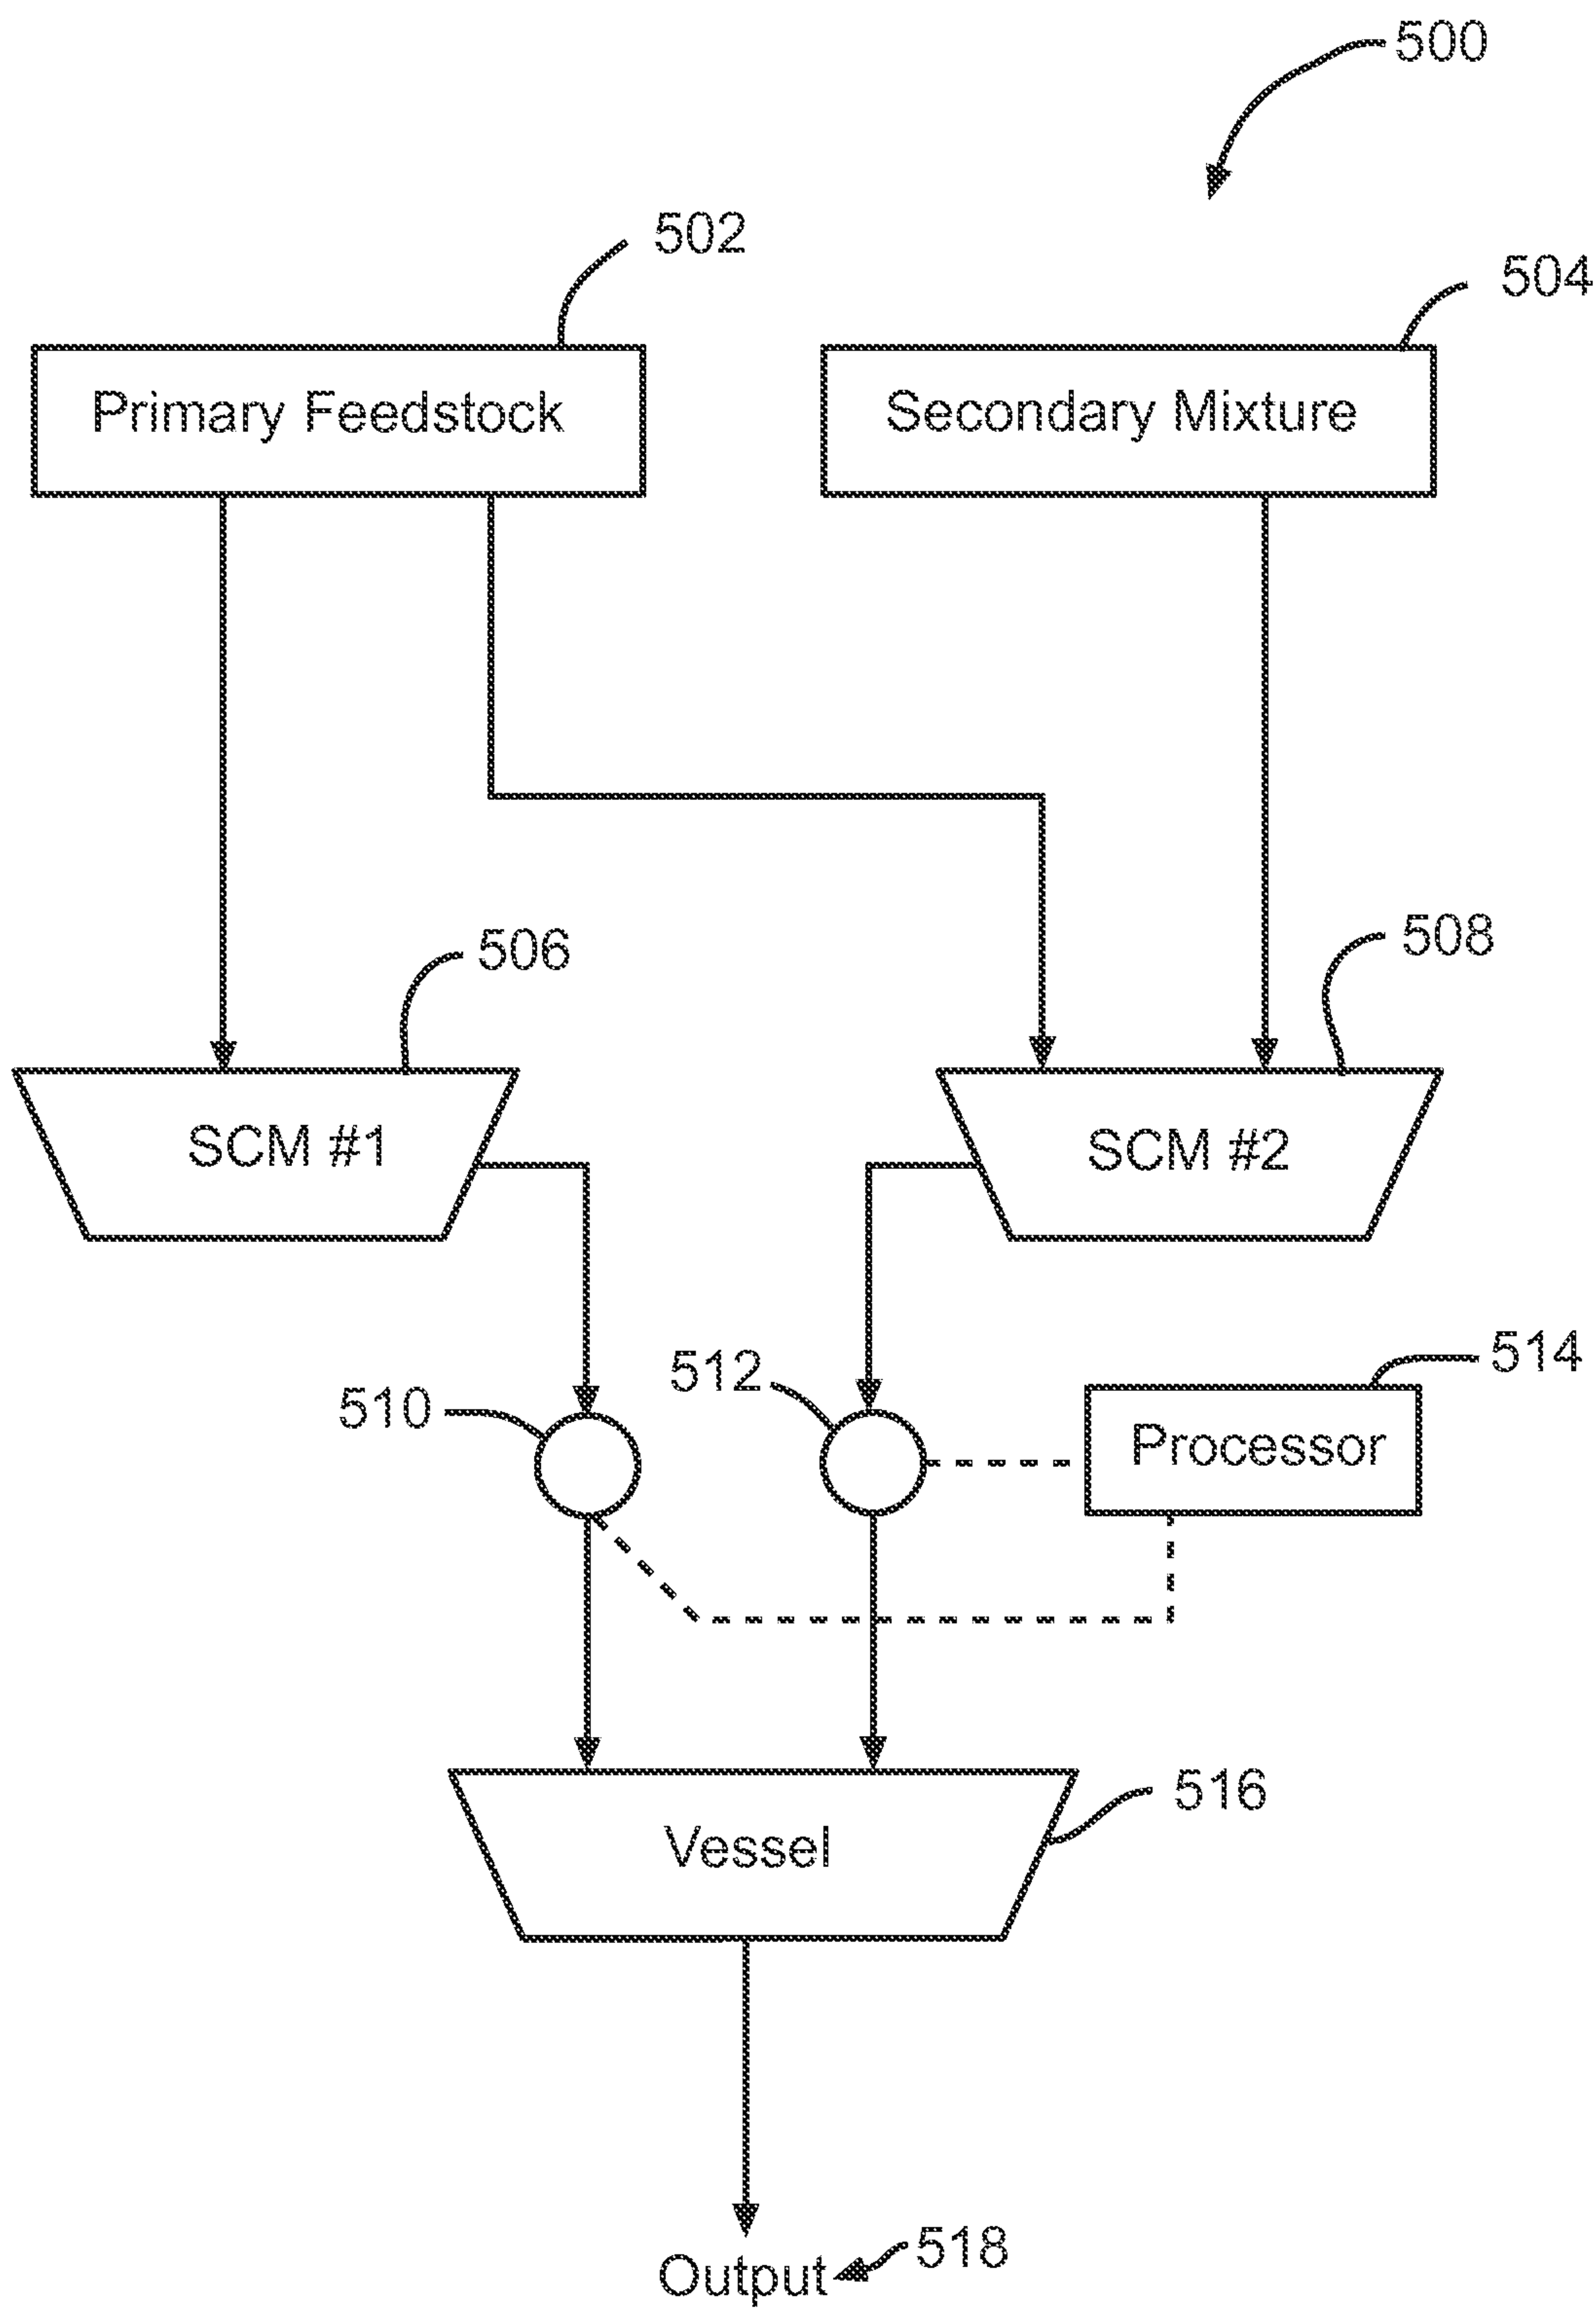 500
502
504
Primary Feedstock
Secondary Mixture
506
508
SCM #1
SCM #2
510
512
514
Processor
516
Vessel
Output
518